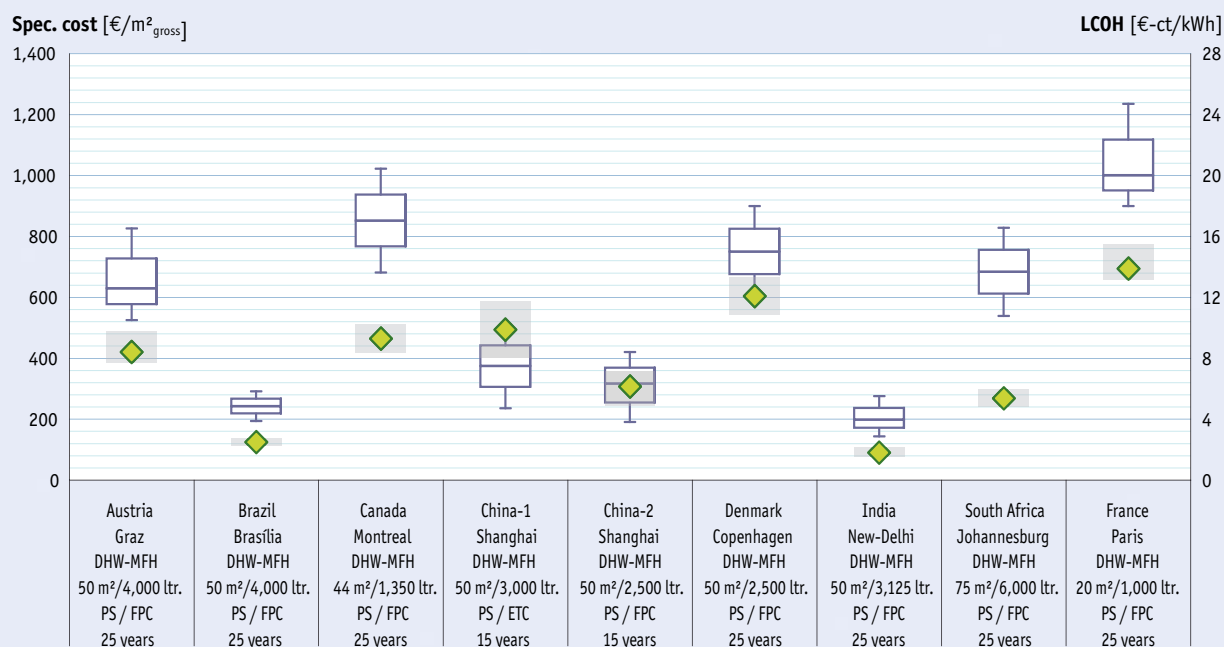 Spec. cost [€/m²gross]
LCOH [€-ct/kWh]
1,400
1,200
1,000
800
600
400
200
0
28
24
20
16
12
8
4
0
Austria
Graz
DHW-MFH
50 m²/4,000 ltr.
PS / FPC
25 years
Brazil
Brasília
DHW-MFH
50 m²/4,000 ltr.
PS / FPC
25 years
Canada
Montreal
DHW-MFH
44 m²/1,350 ltr.
PS / FPC
25 years
China-1
Shanghai
DHW-MFH
50 m²/3,000 ltr.
PS / ETC
15 years
China-2
Shanghai
DHW-MFH
50 m²/2,500 ltr.
PS / FPC
15 years
Denmark
Copenhagen
DHW-MFH
50 m²/2,500 ltr.
PS / FPC
25 years
India
New-Delhi
DHW-MFH
50 m²/3,125 ltr.
PS / FPC
25 years
South Africa
Johannesburg
DHW-MFH
75 m²/6,000 ltr.
PS / FPC
25 years
France
Paris
DHW-MFH
20 m²/1,000 ltr.
PS / FPC
25 years